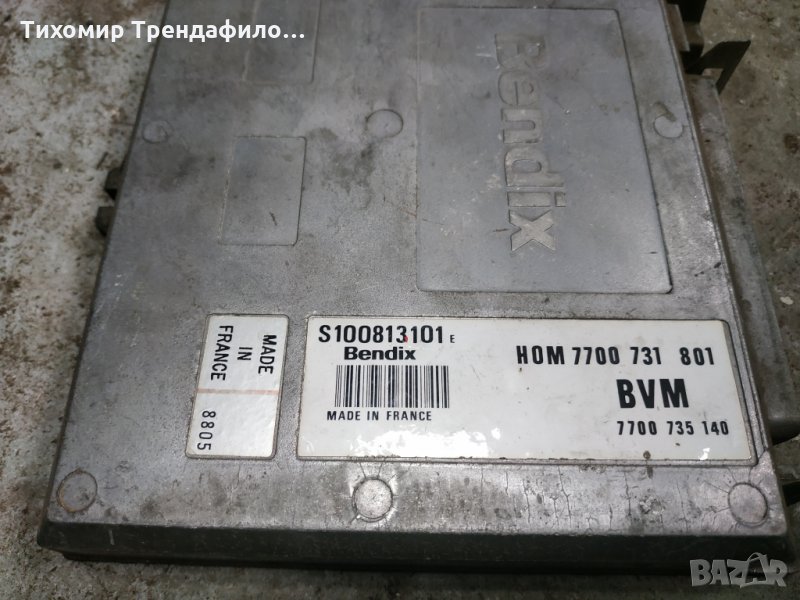 Тихомир Трендафило...
Bendix
MADE
IN
FRANCE 8805
S100813101 E
Bendix
MADE IN FRANCE
HOM 7700 731 801
BVM
7700 735 140
BAZAR